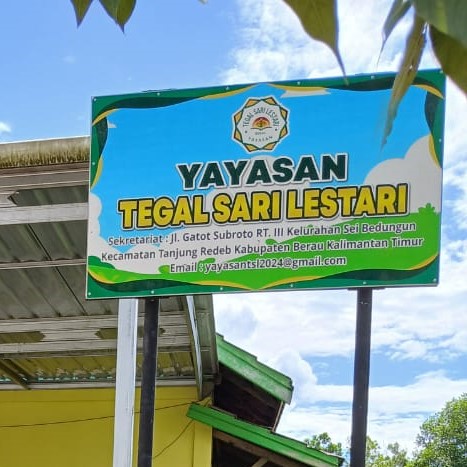 TEGAL SARI LESTARI
YAYASAN
YAYASAN
TEGAL SARI LESTARI
Sekretariat : Jl. Gatot Subroto RT. III Kelurahan Sei Bedungun
Kecamatan Tanjung Redeb Kabupaten Berau Kalimantan Timur
Email : yayasantsl2024@gmail.com